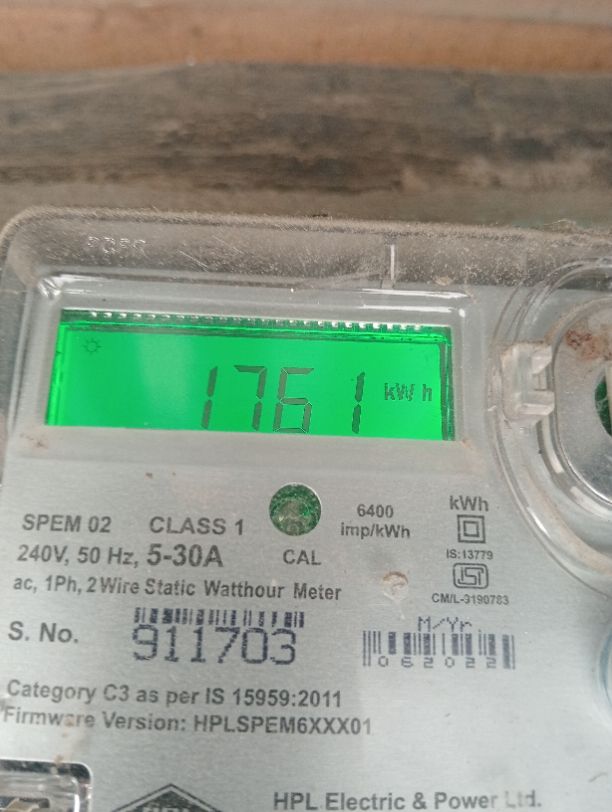 1761 kWh
SPEM 02 CLASS 1
6400
imp/kWh
kWh
240V, 50 Hz, 5-30A
CAL
IS:13779
ac, 1Ph, 2Wire Static Watthour Meter
CM/L-3190783
S. No. 911703
M/Yr
062022
Category C3 as per IS 15959:2011
Firmware Version: HPLSPEM6XXX01
HPL Electric & Power Ltd.